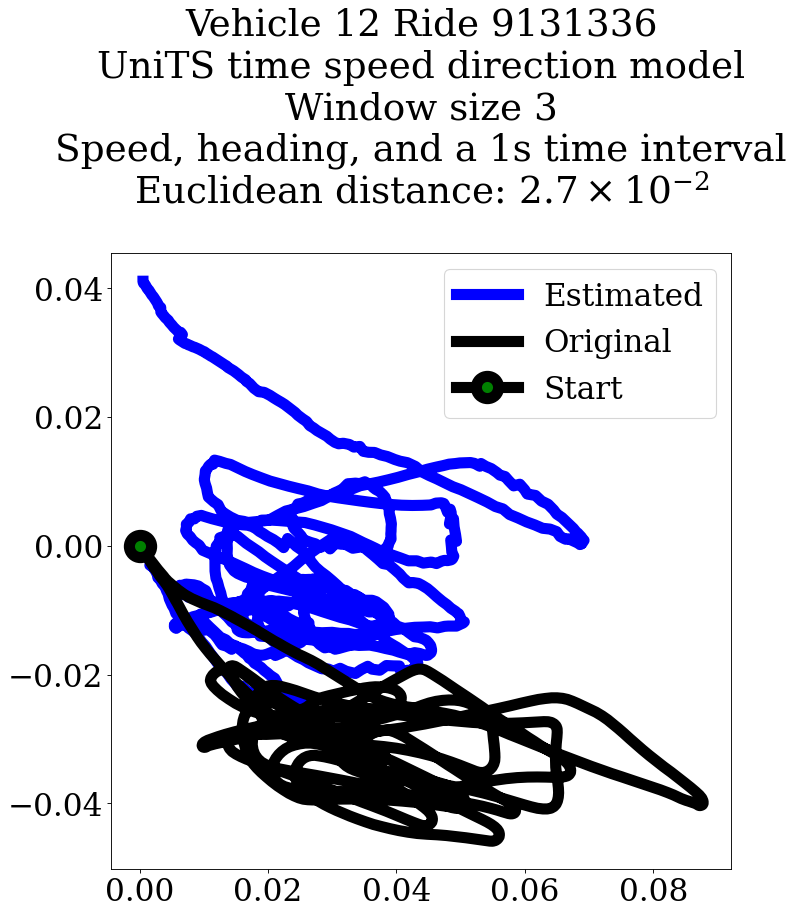 Vehicle 12 Ride 9131336
UniTS time speed direction model
Window size 3
Speed, heading, and a 1s time interval
Euclidean distance: 2.7 × 10⁻²
0.04
0.02
0.00
−0.02
−0.04
Estimated
Original
Start
0.00 0.02 0.04 0.06 0.08